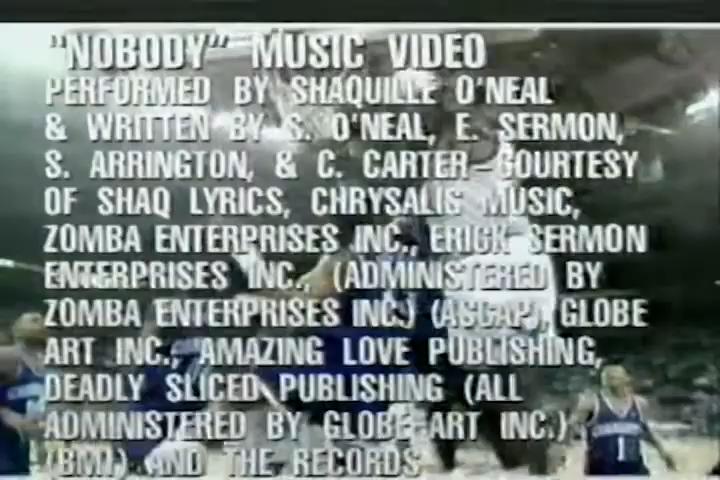 "NOBODY" MUSIC VIDEO
PERFORMED BY SHAQUILLE O'NEAL
& WRITTEN BY S. O'NEAL, E. SERMON,
S. ARRINGTON, & C. CARTER–COURTESY
OF SHAQ LYRICS, CHRYSALIS MUSIC,
ZOMBA ENTERPRISES INC., ERICK SERMON
ENTERPRISES INC., (ADMINISTERED BY
ZOMBA ENTERPRISES INC.) (ASCAP), GLOBE
ART INC., AMAZING LOVE PUBLISHING,
DEADLY SLICED PUBLISHING (ALL
ADMINISTERED BY GLOBE-ART INC.)
(BMI) AND THE RECORDS
1